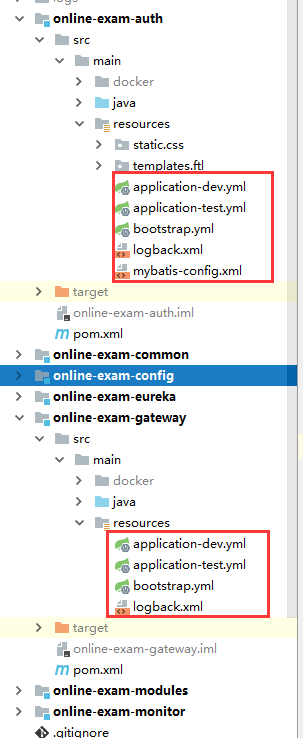 logs
online-exam-auth
src
main
docker
java
resources
static.css
templates.ftl
application-dev.yml
application-test.yml
bootstrap.yml
logback.xml
mybatis-config.xml
target
online-exam-auth.iml
pom.xml
online-exam-common
online-exam-config
online-exam-eureka
online-exam-gateway
src
main
docker
java
resources
application-dev.yml
application-test.yml
bootstrap.yml
logback.xml
target
online-exam-gateway.iml
pom.xml
online-exam-modules
online-exam-monitor
.gitignore